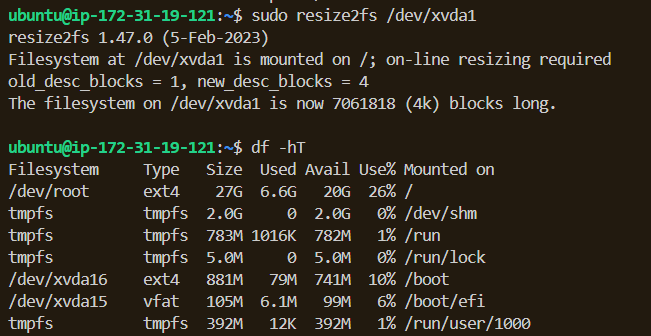 ubuntu@ip-172-31-19-121:~$ sudo resize2fs /dev/xvda1
resize2fs 1.47.0 (5-Feb-2023)
Filesystem at /dev/xvda1 is mounted on /; on-line resizing required
old_desc_blocks = 1, new_desc_blocks = 4
The filesystem on /dev/xvda1 is now 7061818 (4k) blocks long.

ubuntu@ip-172-31-19-121:~$ df -hT
Filesystem     Type   Size  Used Avail Use% Mounted on
/dev/root      ext4    27G  6.6G   20G  26% /
tmpfs          tmpfs  2.0G     0  2.0G   0% /dev/shm
tmpfs          tmpfs  783M 1016K  782M   1% /run
tmpfs          tmpfs  5.0M     0  5.0M   0% /run/lock
/dev/xvda16    ext4   881M   79M  741M  10% /boot
/dev/xvda15    vfat   105M  6.1M   99M   6% /boot/efi
tmpfs          tmpfs  392M   12K  392M   1% /run/user/1000